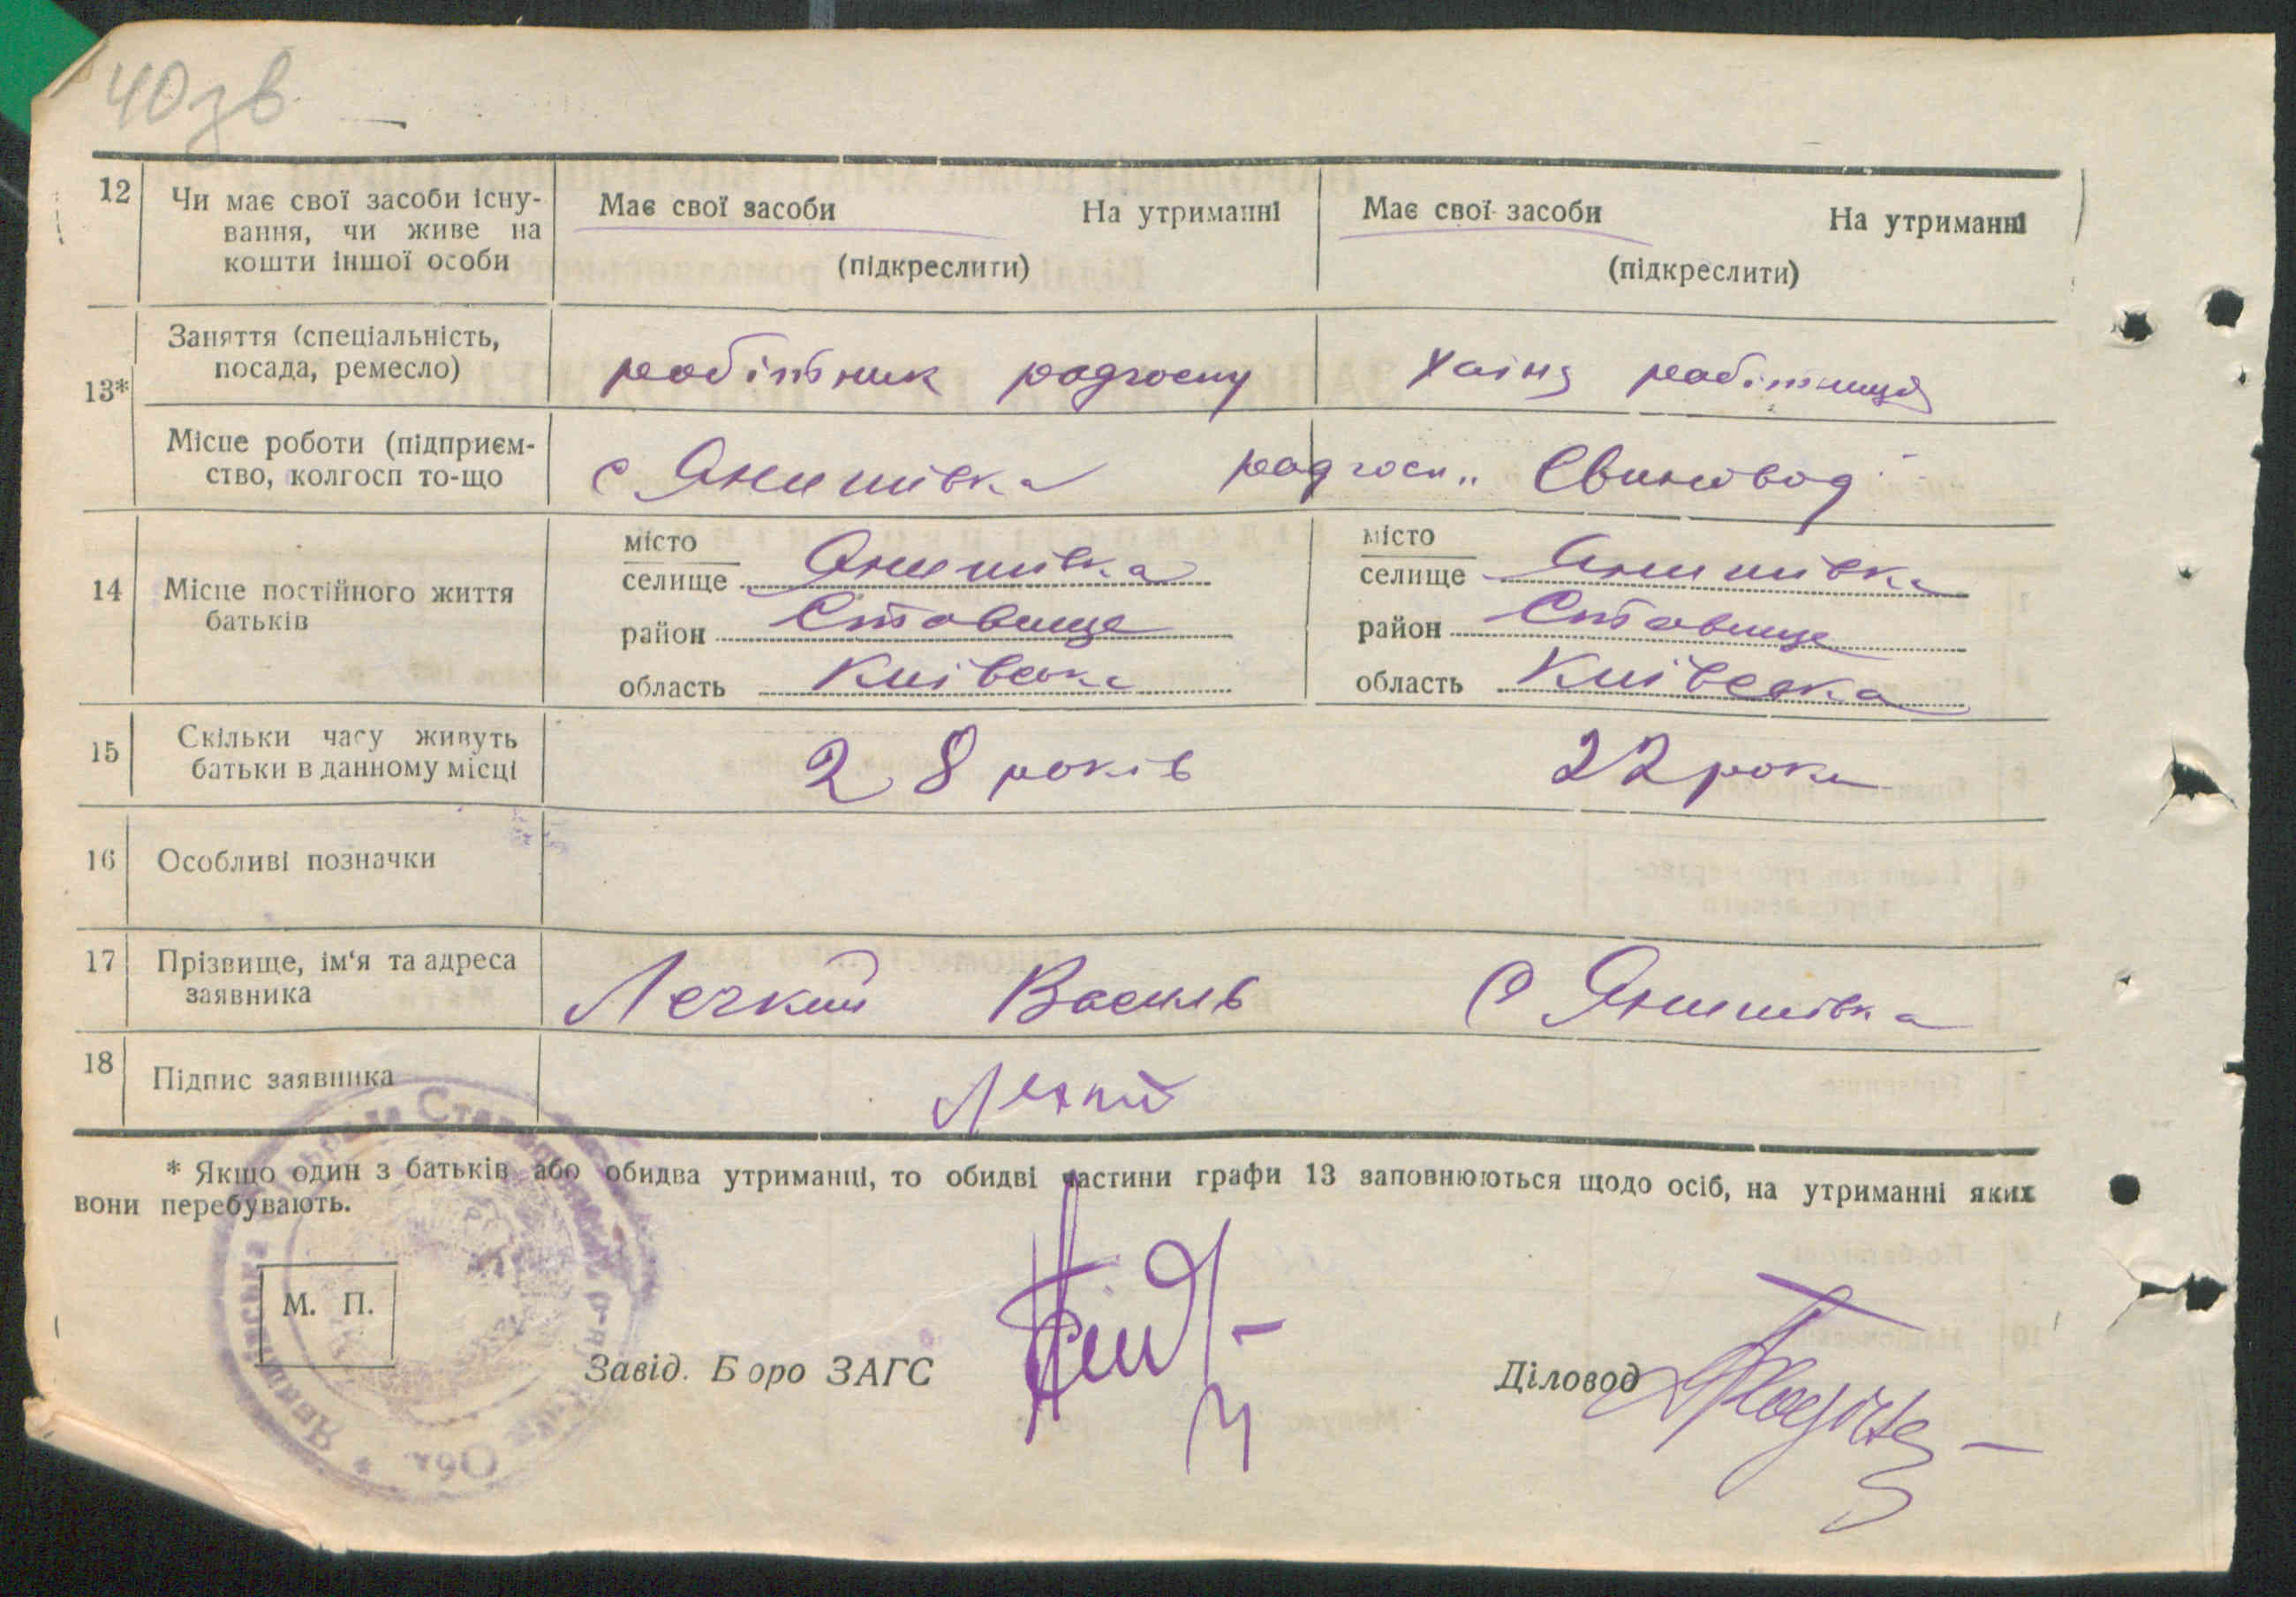 40зв
12 Чи має свої засоби існу- Має свої засоби На утриманні Має свої засоби На утриманні
вання, чи живе на
кошти іншої особи (підкреслити) (підкреслити)
Заняття (спеціальність,
посада, ремесло) робітник радгоспу робітниця
13*
Місце роботи (підприєм-
ство, колгосп то-що с Янишівка радгосп „Свиновод"
14 Місце постійного життя
батьків
місто місто
селище Янишівка селище Янишівка
район Ставище район Ставище
область Киівська область Киівська
15 Скільки часу живуть
батьки в данному місці 28 років 22 роки
16 Особливі позначки
17 Прізвище, ім'я та адреса
заявника Легкий Василь с Янишівка
18 Підпис заявника Легкий
* Якщо один з батьків або обидва утриманці, то обидві частини графи 13 заповнюються щодо осіб, на утриманні яких
вони перебувають.
М. П.
Завід. Б оро ЗАГС Діловод